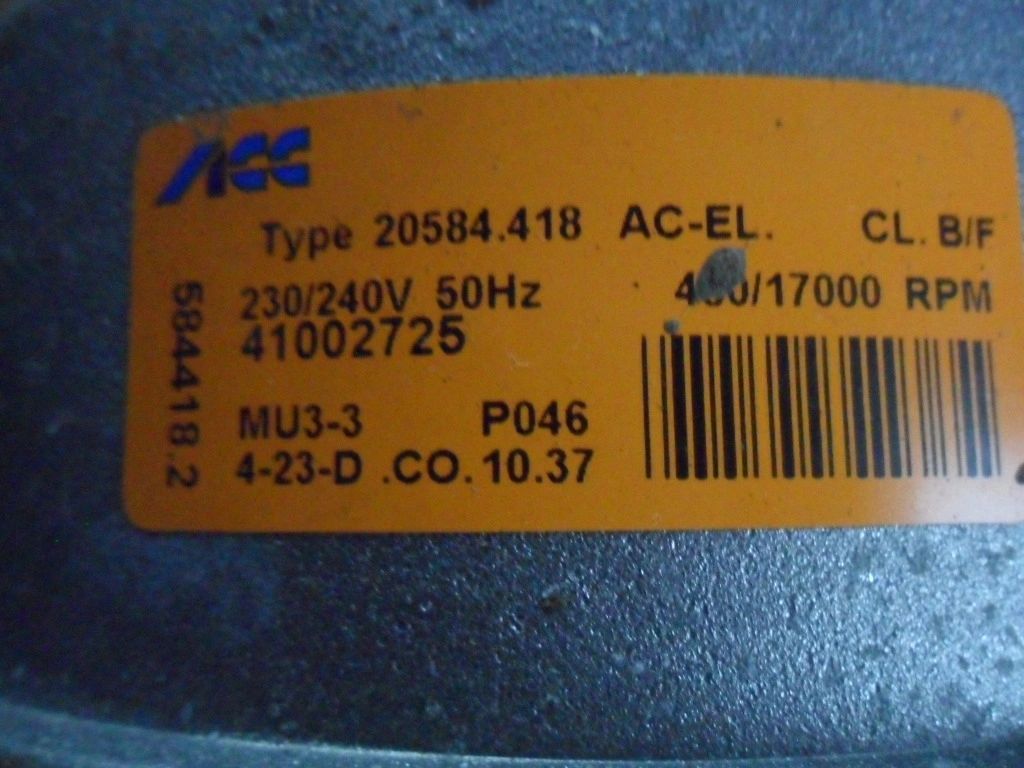 ACC
Type 20584.418 AC-EL. CL. B/F
230/240V 50Hz /17000 RPM
41002725
MU3-3 P046
4-23-D .CO. 10.37
584418.2